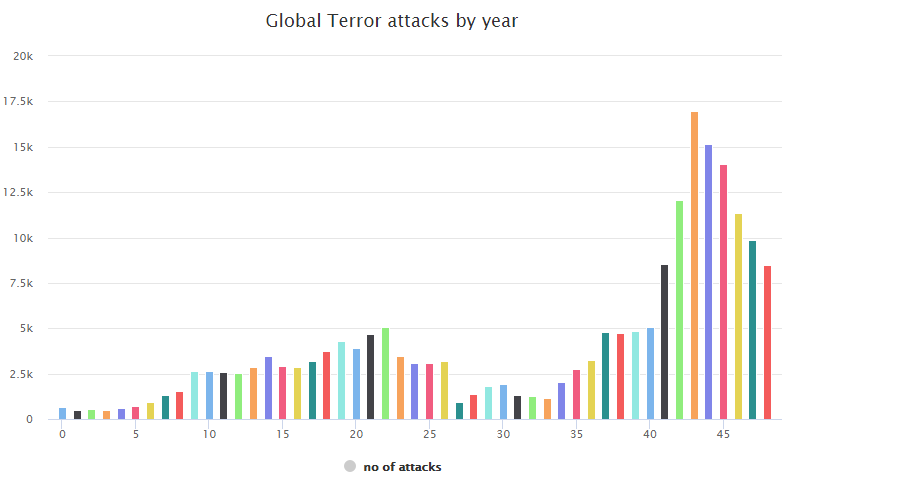 Global Terror attacks by year
20k
17.5k
15k
12.5k
10k
7.5k
5k
2.5k
0
0 5 10 15 20 25 30 35 40 45
no of attacks